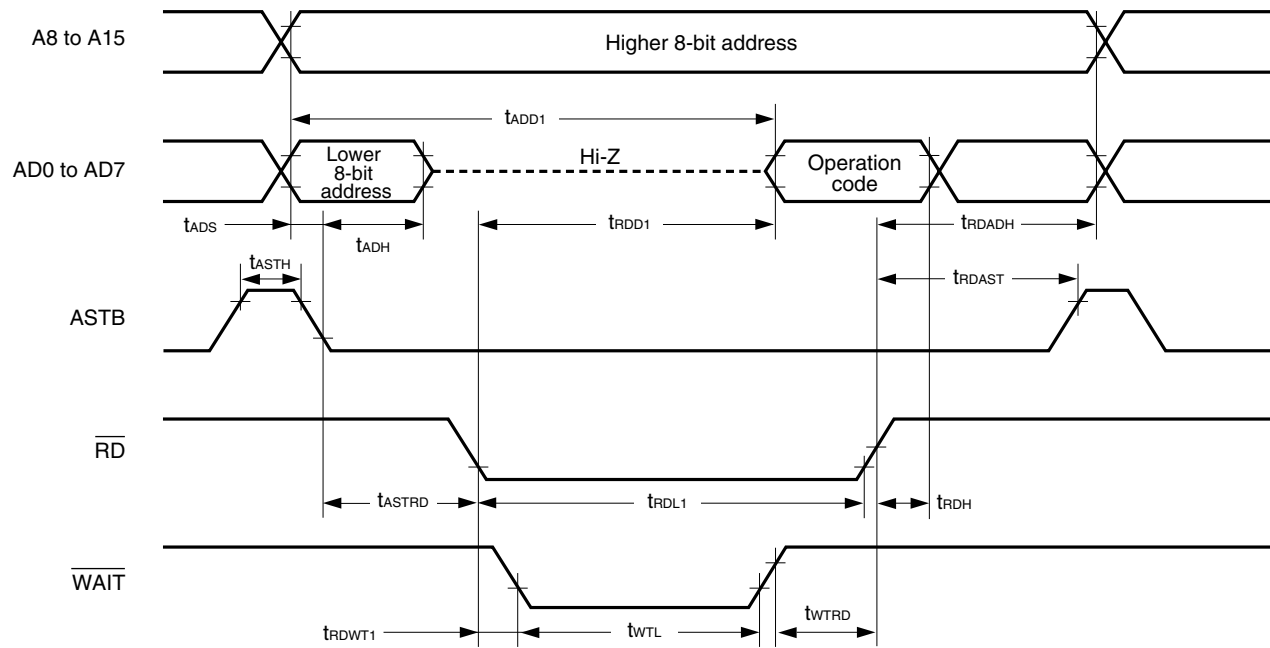 A8 to A15
Higher 8-bit address
tADD1
AD0 to AD7
Lower
8-bit
address
Hi-Z
Operation
code
tADS
tADH
tRDD1
tRDADH
tASTH
tRDAST
ASTB
RD
tASTRD
tRDL1
tRDH
WAIT
tRDWT1
tWTL
tWTRD